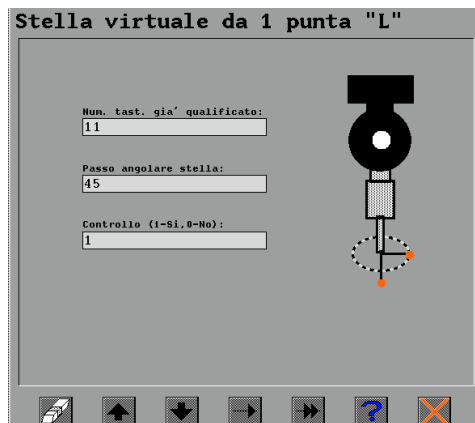 Stella virtuale da 1 punta "L"
Num. tast. già qualificato:
11
Passo angolare stella:
45
Controllo (1-Si,0-No):
1
?